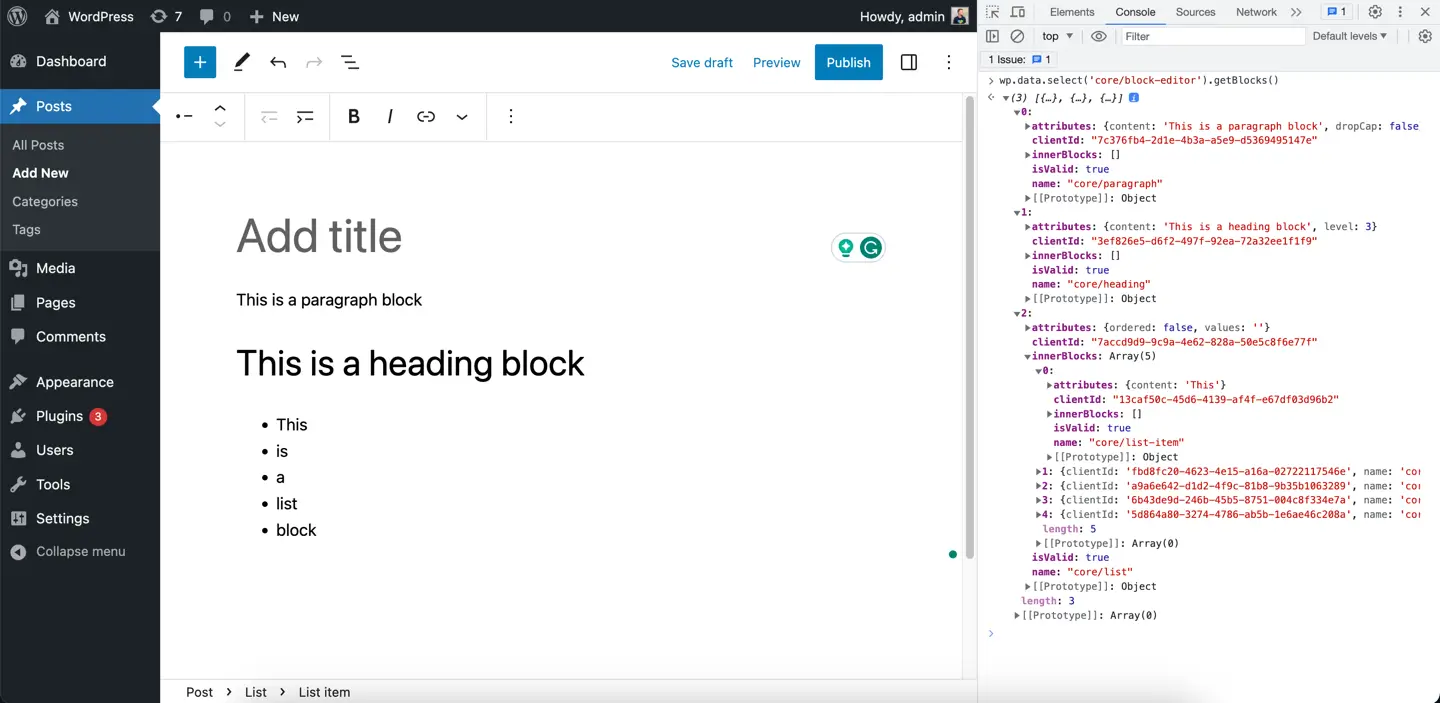 WordPress 7 0 New Howdy, admin
Dashboard
Posts
All Posts
Add New
Categories
Tags
Media
Pages
Comments
Appearance
Plugins 3
Users
Tools
Settings
Collapse menu
Save draft Preview Publish
B I
Add title
This is a paragraph block
This is a heading block
• This
• is
• a
• list
• block
Post > List > List item
Elements Console Sources Network 1
top Filter Default levels
1 Issue: 1
> wp.data.select('core/block-editor').getBlocks()
(3) [{…}, {…}, {…}]
0:
attributes: {content: 'This is a paragraph block', dropCap: false
clientId: "7c376fb4-2d1e-4b3a-a5e9-d5369495147e"
innerBlocks: []
isValid: true
name: "core/paragraph"
[[Prototype]]: Object
1:
attributes: {content: 'This is a heading block', level: 3}
clientId: "3ef826e5-d6f2-497f-92ea-72a32ee1f1f9"
innerBlocks: []
isValid: true
name: "core/heading"
[[Prototype]]: Object
2:
attributes: {ordered: false, values: ''}
clientId: "7accd9d9-9c9a-4e62-828a-50e5c8f6e77f"
innerBlocks: Array(5)
0:
attributes: {content: 'This'}
clientId: "13caf50c-45d6-4139-af4f-e67df03d96b2"
innerBlocks: []
isValid: true
name: "core/list-item"
[[Prototype]]: Object
1: {clientId: 'fbd8fc20-4623-4e15-a16a-02722117546e', name: 'cor
2: {clientId: 'a9a6e642-d1d2-4f9c-81b8-9b35b1063289', name: 'cor
3: {clientId: '6b43de9d-246b-45b5-8751-004c8f334e7a', name: 'cor
4: {clientId: '5d864a80-3274-4786-ab5b-1e6ae46c208a', name: 'cor
length: 5
[[Prototype]]: Array(0)
isValid: true
name: "core/list"
[[Prototype]]: Object
length: 3
[[Prototype]]: Array(0)
>